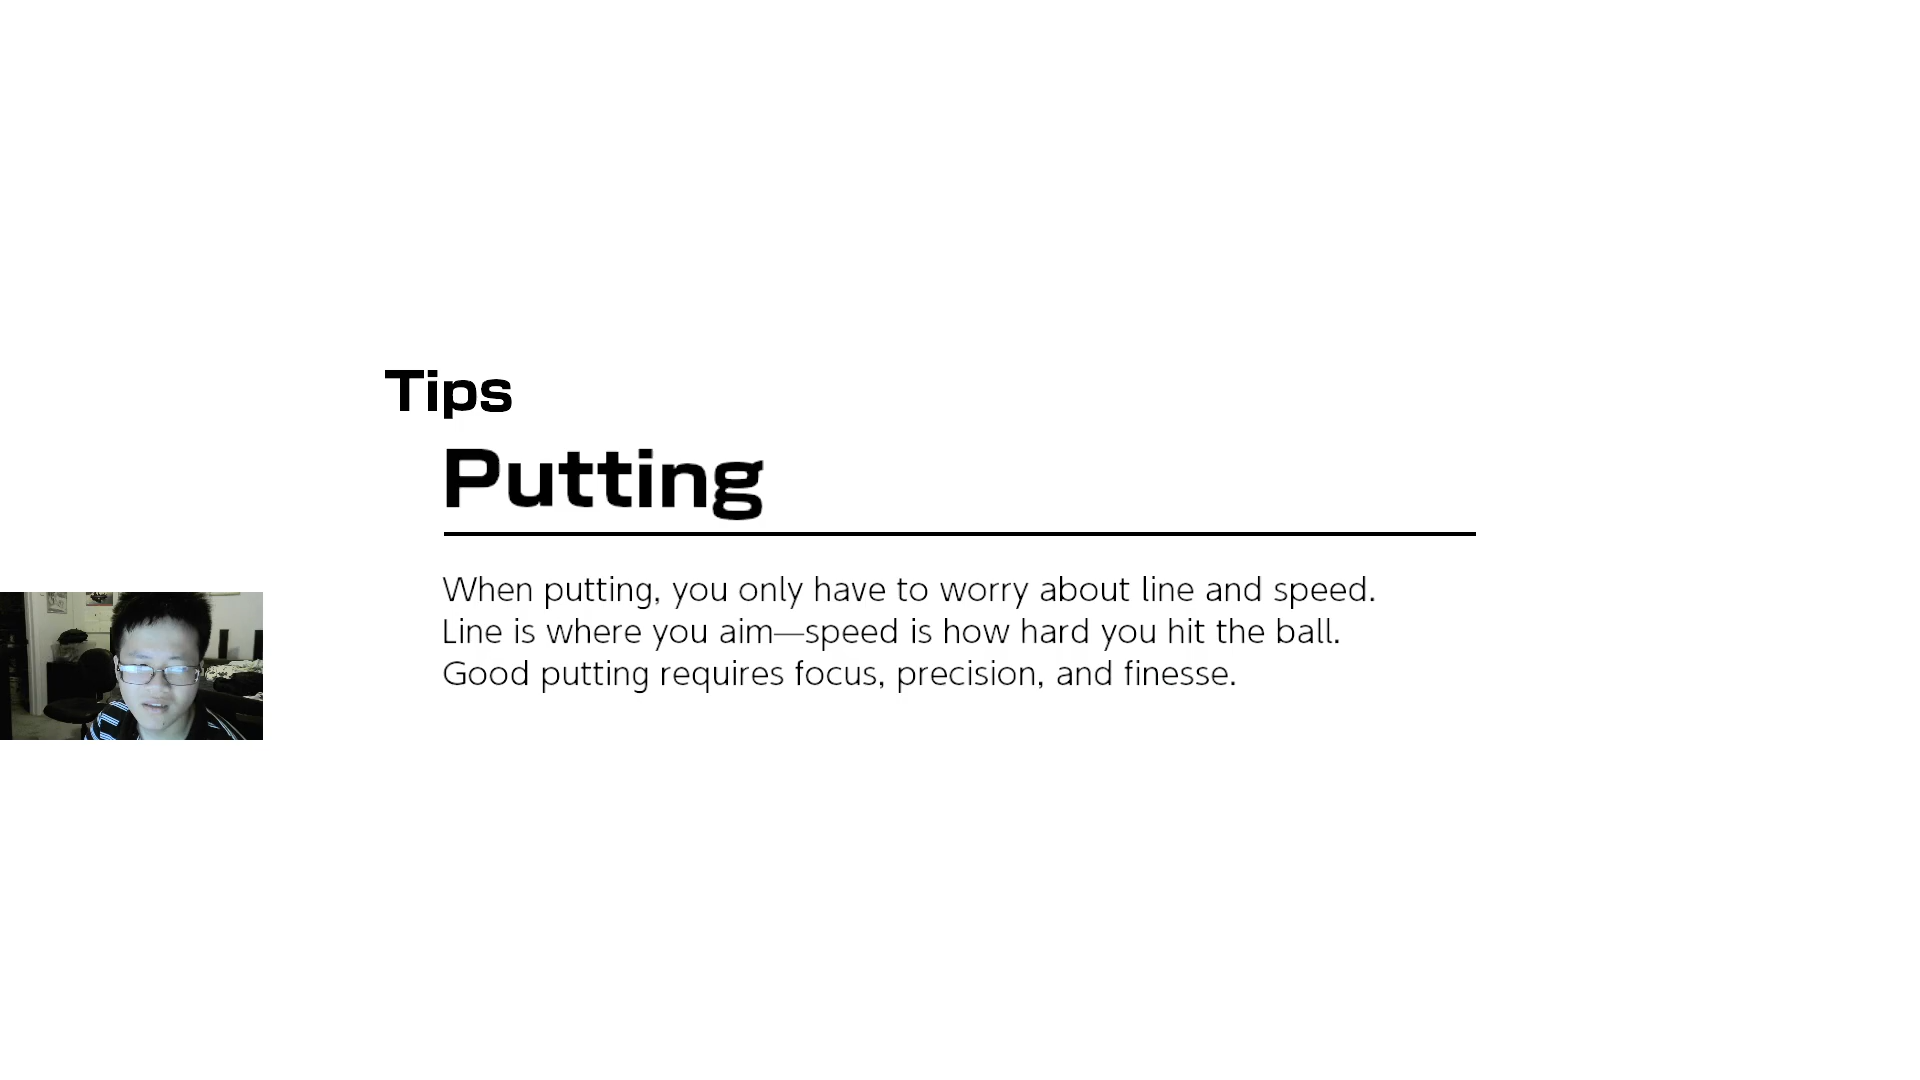 Tips
Putting
When putting, you only have to worry about line and speed.
Line is where you aim—speed is how hard you hit the ball.
Good putting requires focus, precision, and finesse.